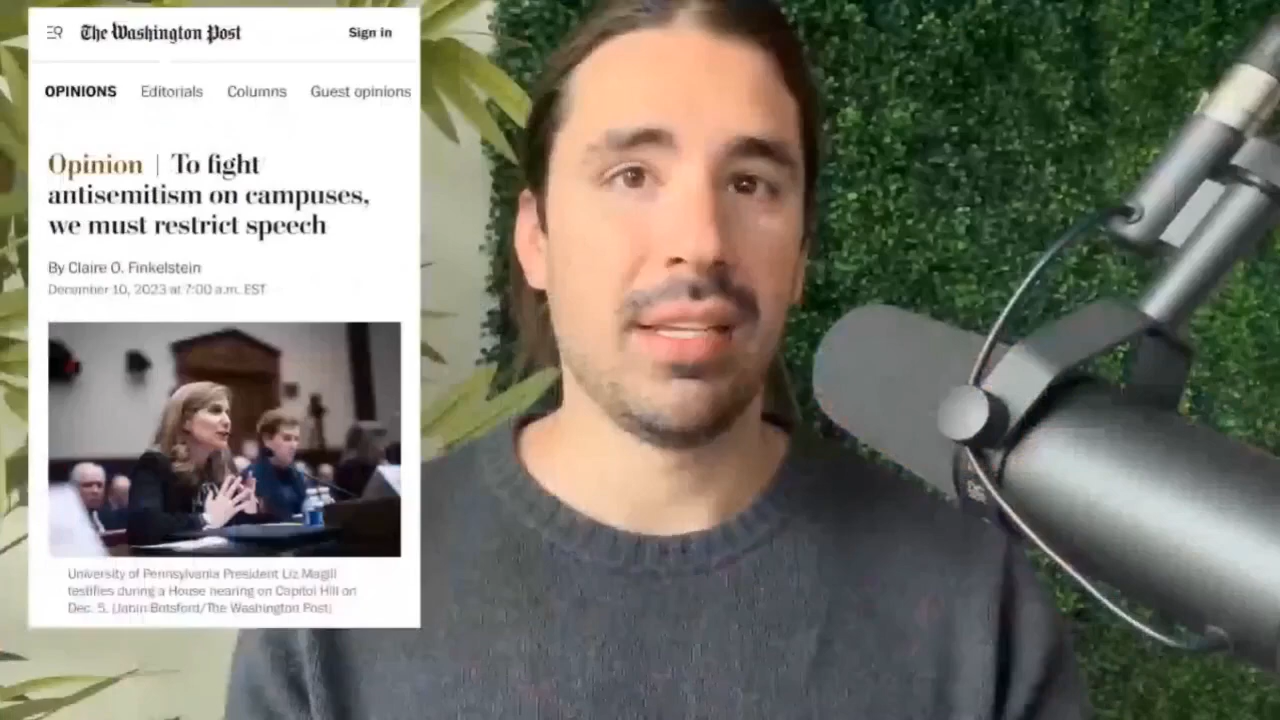 The Washington Post
Sign in
OPINIONS Editorials Columns Guest opinions
Opinion | To fight
antisemitism on campuses,
we must restrict speech
By Claire O. Finkelstein
December 10, 2023 at 7:00 a.m. EST
University of Pennsylvania President Liz Magill
testifies during a House hearing on Capitol Hill on
Dec. 5. (Jabin Botsford/The Washington Post)